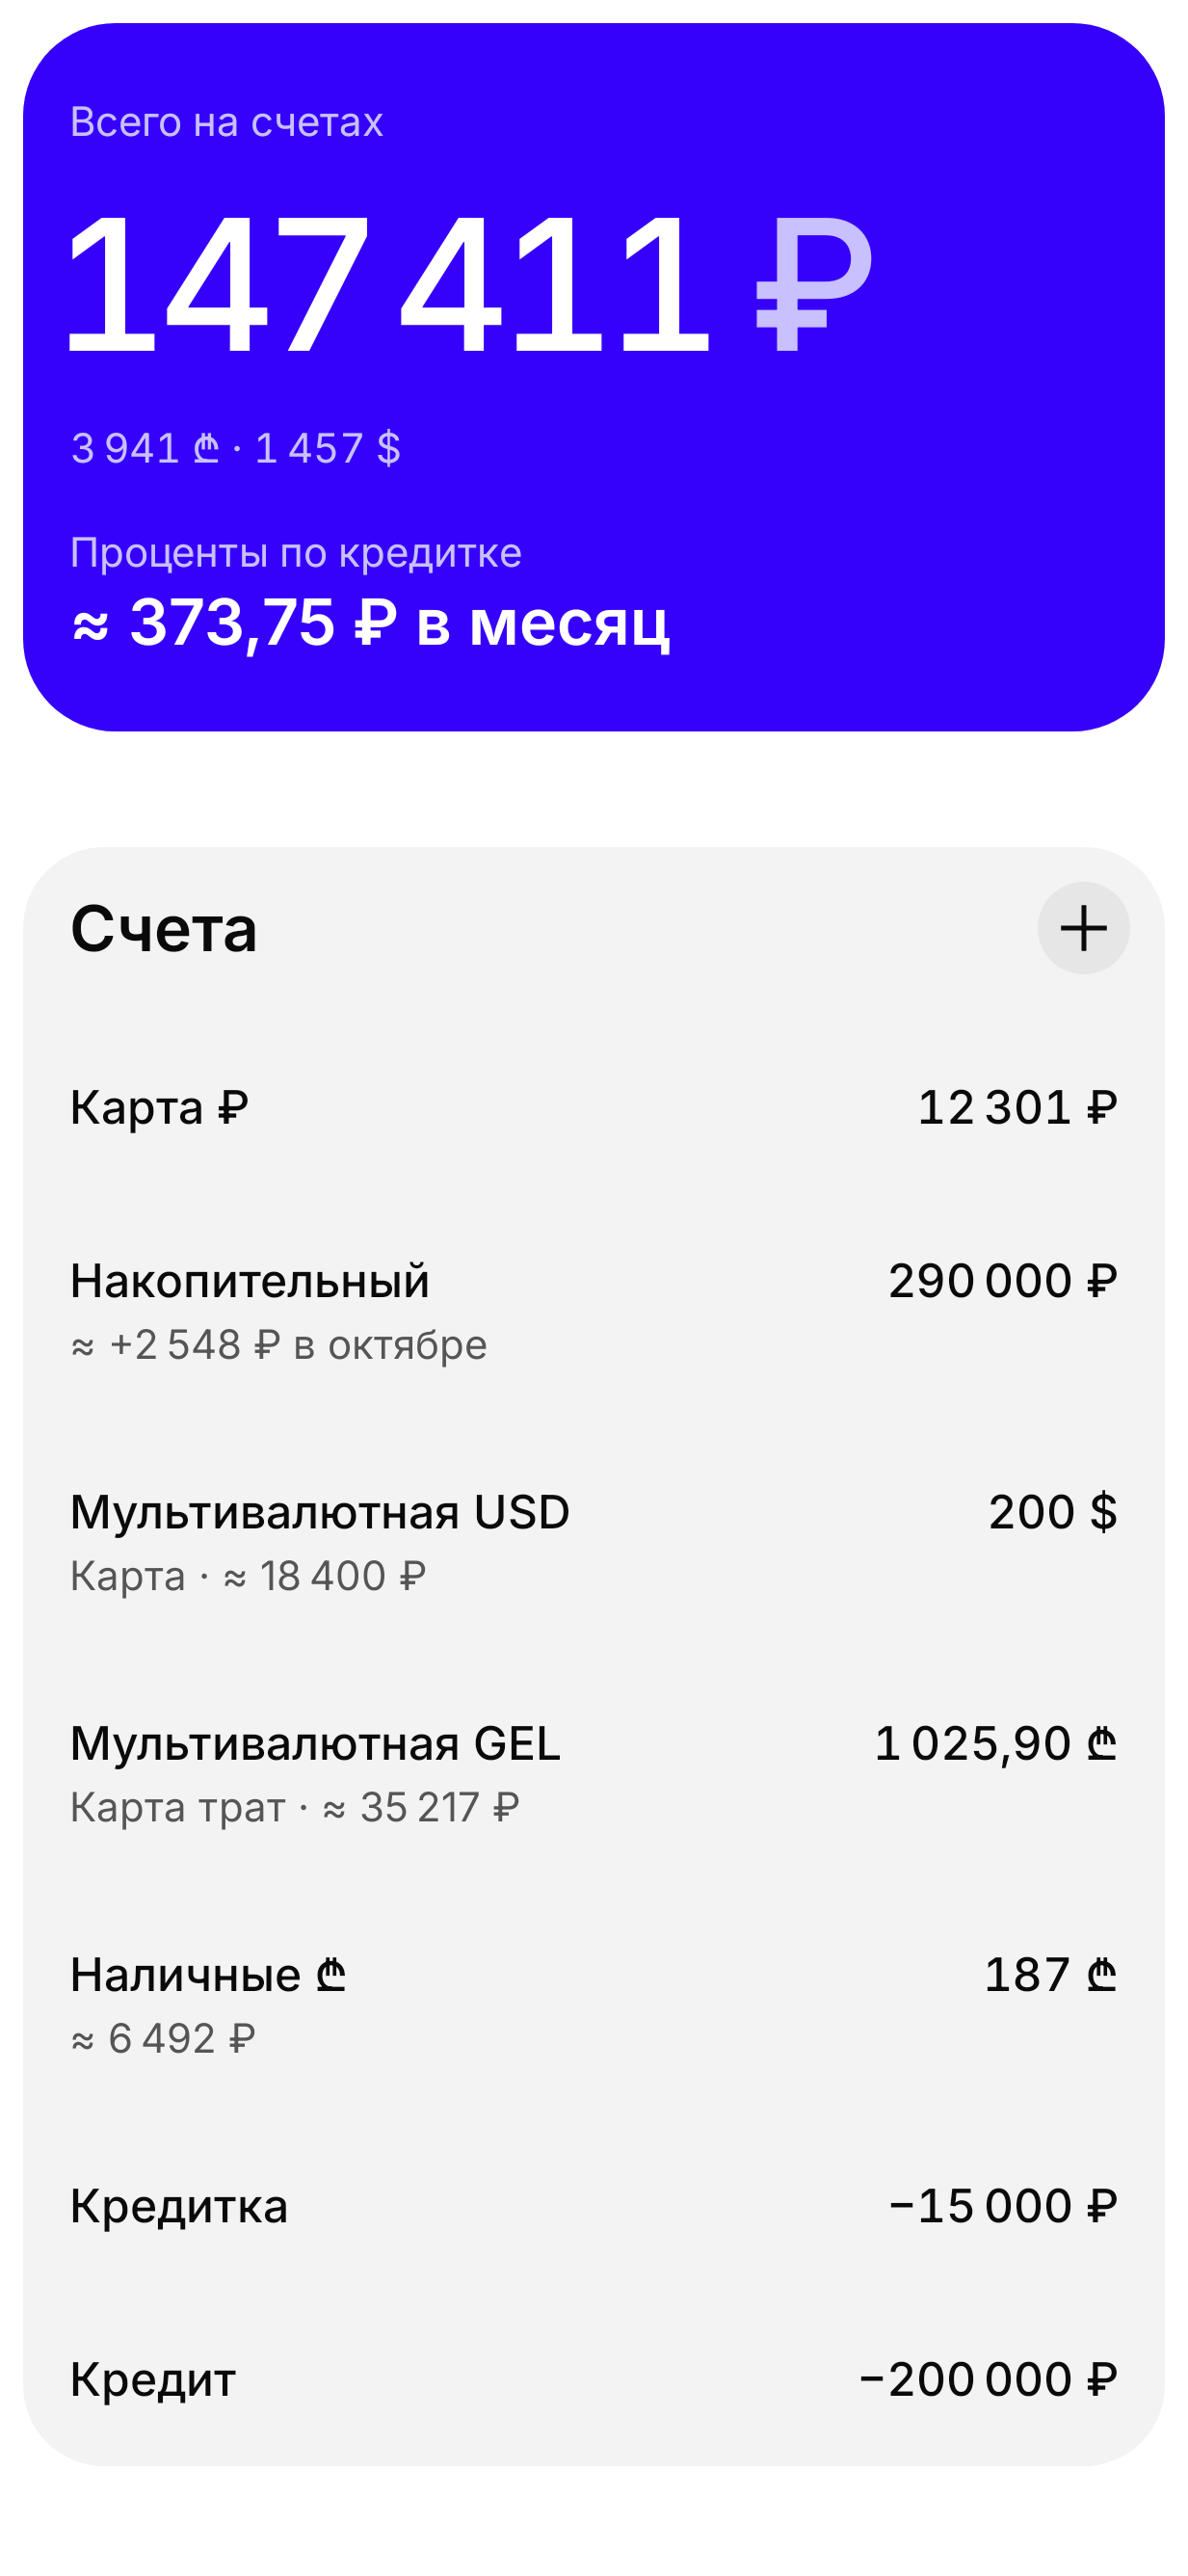 Всего на счетах
147 411 ₽
3 941 ₾ · 1 457 $
Проценты по кредитке
≈ 373,75 ₽ в месяц
Счета
Карта ₽ 12 301 ₽
Накопительный 290 000 ₽
≈ +2 548 ₽ в октябре
Мультивалютная USD 200 $
Карта · ≈ 18 400 ₽
Мультивалютная GEL 1 025,90 ₾
Карта трат · ≈ 35 217 ₽
Наличные ₾ 187 ₾
≈ 6 492 ₽
Кредитка −15 000 ₽
Кредит −200 000 ₽